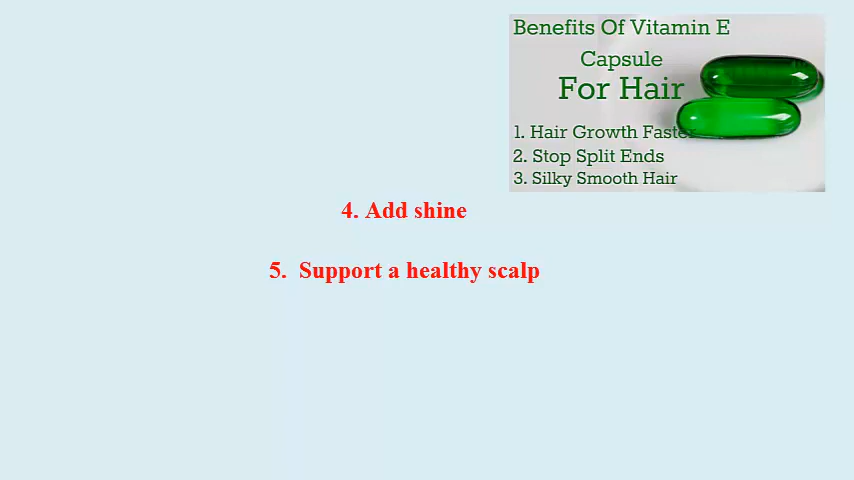 Benefits Of Vitamin E
Capsule
For Hair
1. Hair Growth Faster
2. Stop Split Ends
3. Silky Smooth Hair
4. Add shine
5. Support a healthy scalp